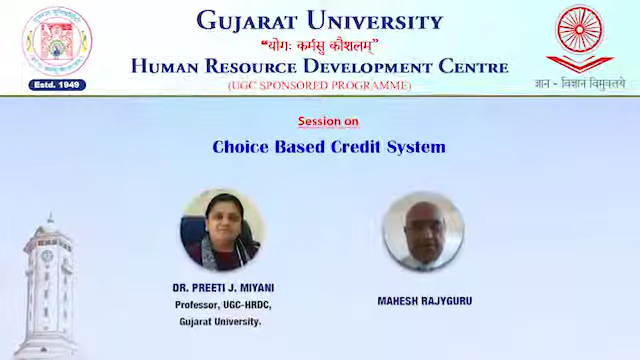 GUJARAT UNIVERSITY
"योगः कर्मसु कौशलम्"
HUMAN RESOURCE DEVELOPMENT CENTRE
(UGC SPONSORED PROGRAMME)
Estd. 1949
ज्ञान - विज्ञान विमुक्तये
Session on
Choice Based Credit System
DR. PREETI J. MIYANI
Professor, UGC-HRDC,
Gujarat University.
MAHESH RAJYGURU